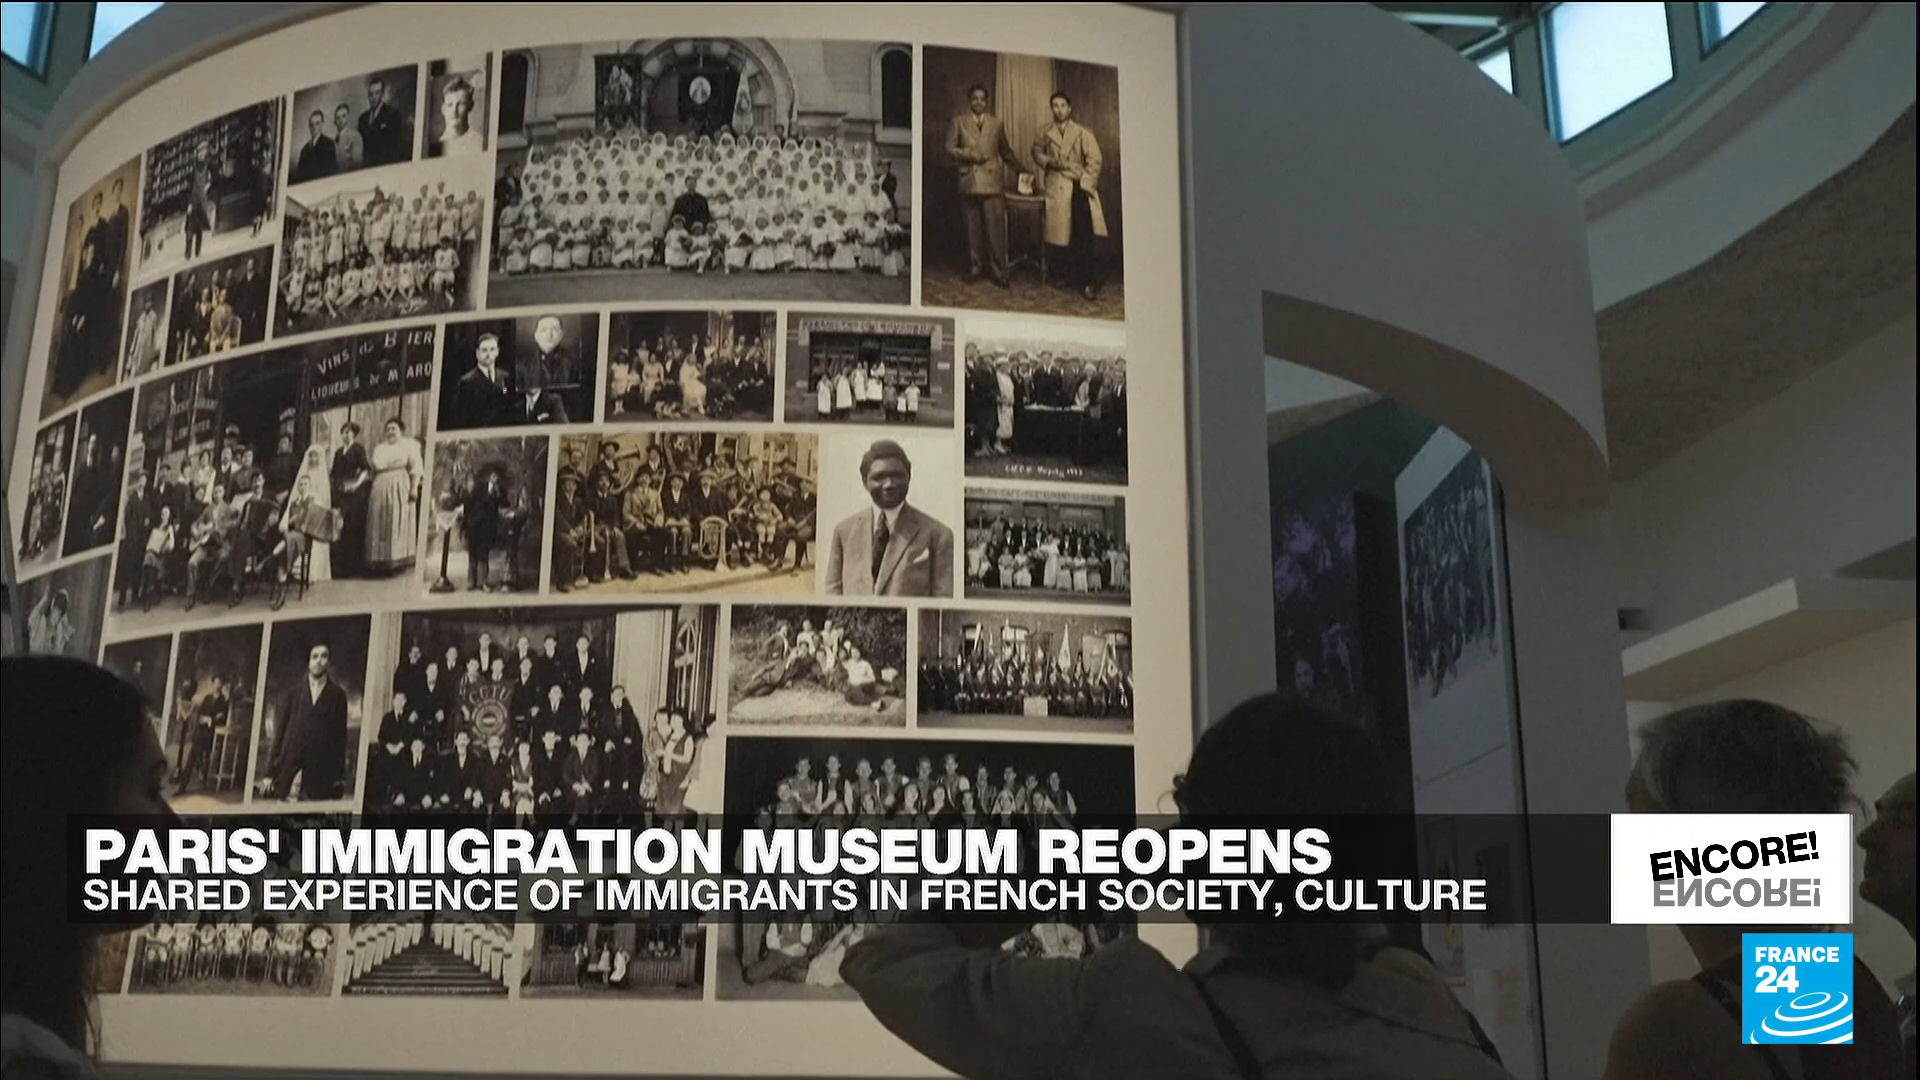 VINS de B IER
LIQUEURS de MARQ
PARIS' IMMIGRATION MUSEUM REOPENS
SHARED EXPERIENCE OF IMMIGRANTS IN FRENCH SOCIETY, CULTURE
ENCORE!
ENCORE!
FRANCE
24